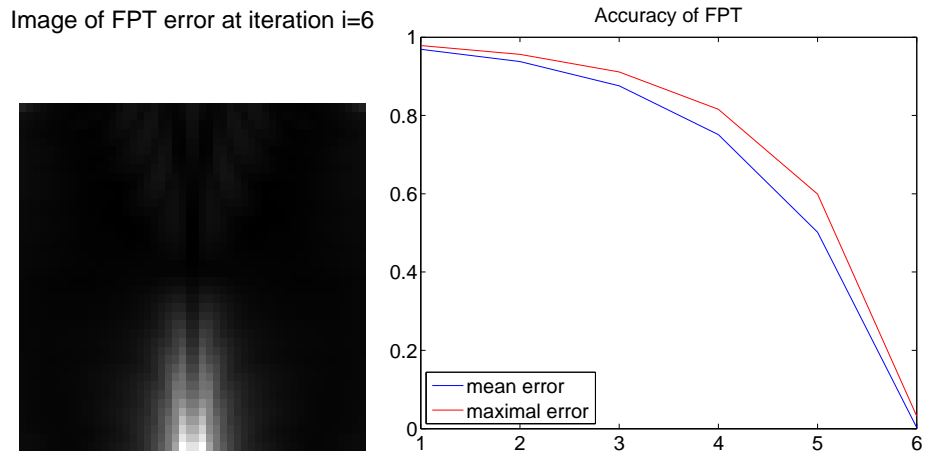 Image of FPT error at iteration i=6
Accuracy of FPT
1
0.8
0.6
0.4
0.2
0
mean error
maximal error
1 2 3 4 5 6